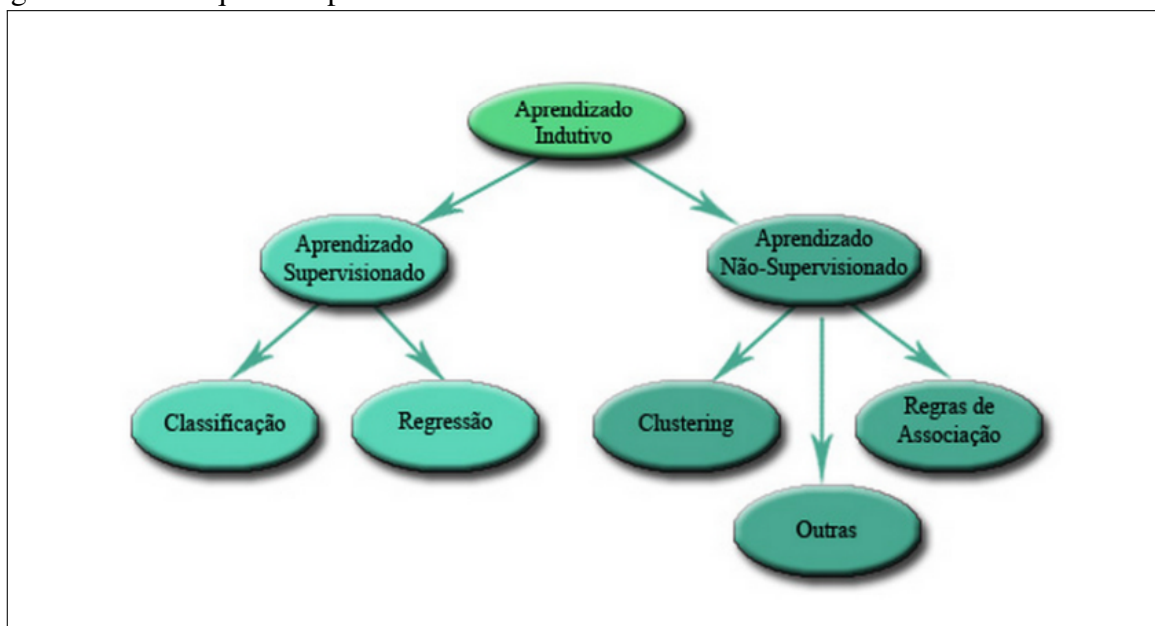 Aprendizado
Indutivo
Aprendizado
Supervisionado
Aprendizado
Não-Supervisionado
Classificação
Regressão
Clustering
Regras de
Associação
Outras